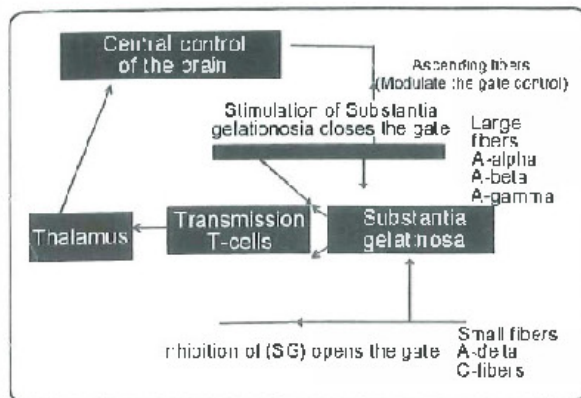 Central control
of the brain
Ascending fibers
(Modulate the gate control)
Stimulation of Substantia
gelationosia closes the gate
Large
fibers
A-alpha
A-beta
A-gamma
Thalamus
Transmission
T-cells
Substantia
gelatinosa
nhibition of (SG) opens the gate
Small fibers
A-delta
C-fibers